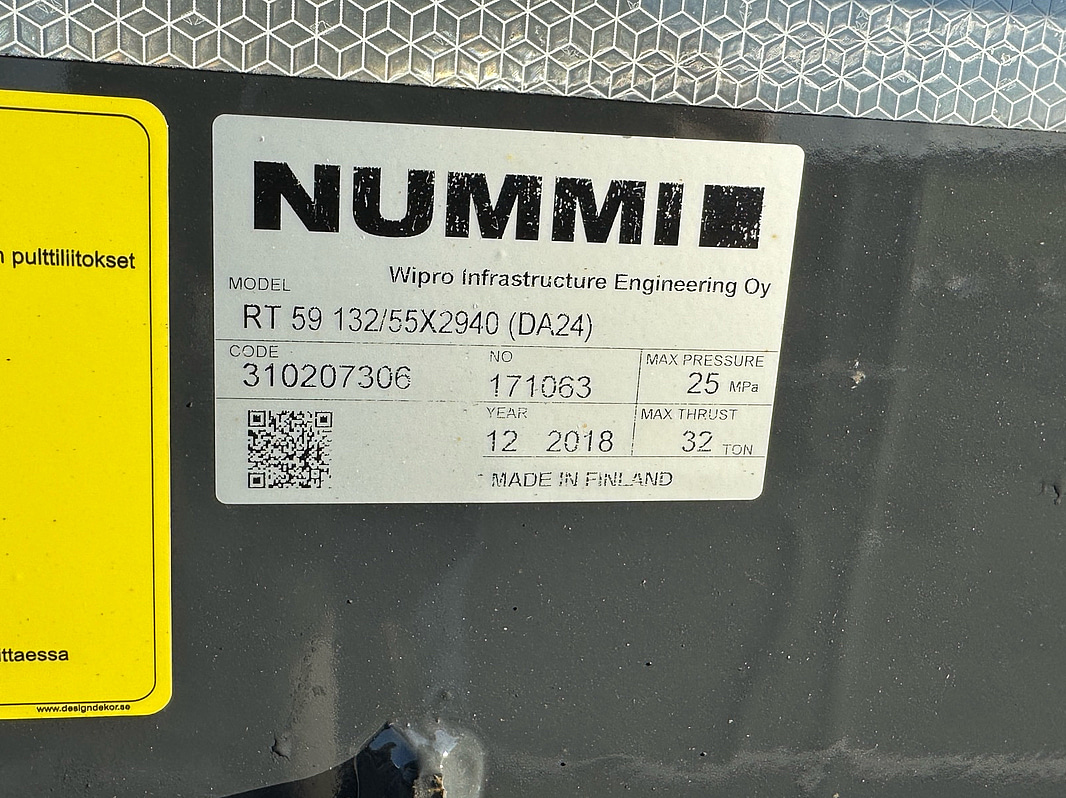 n pulttiliitokset
ittaessa
www.designdekor.se
NUMMI
Wipro Infrastructure Engineering Oy
MODEL
RT 59 132/55X2940 (DA24)
CODE
310207306
NO
171063
MAX PRESSURE
25 MPa
YEAR
12 2018
MAX THRUST
32 TON
MADE IN FINLAND